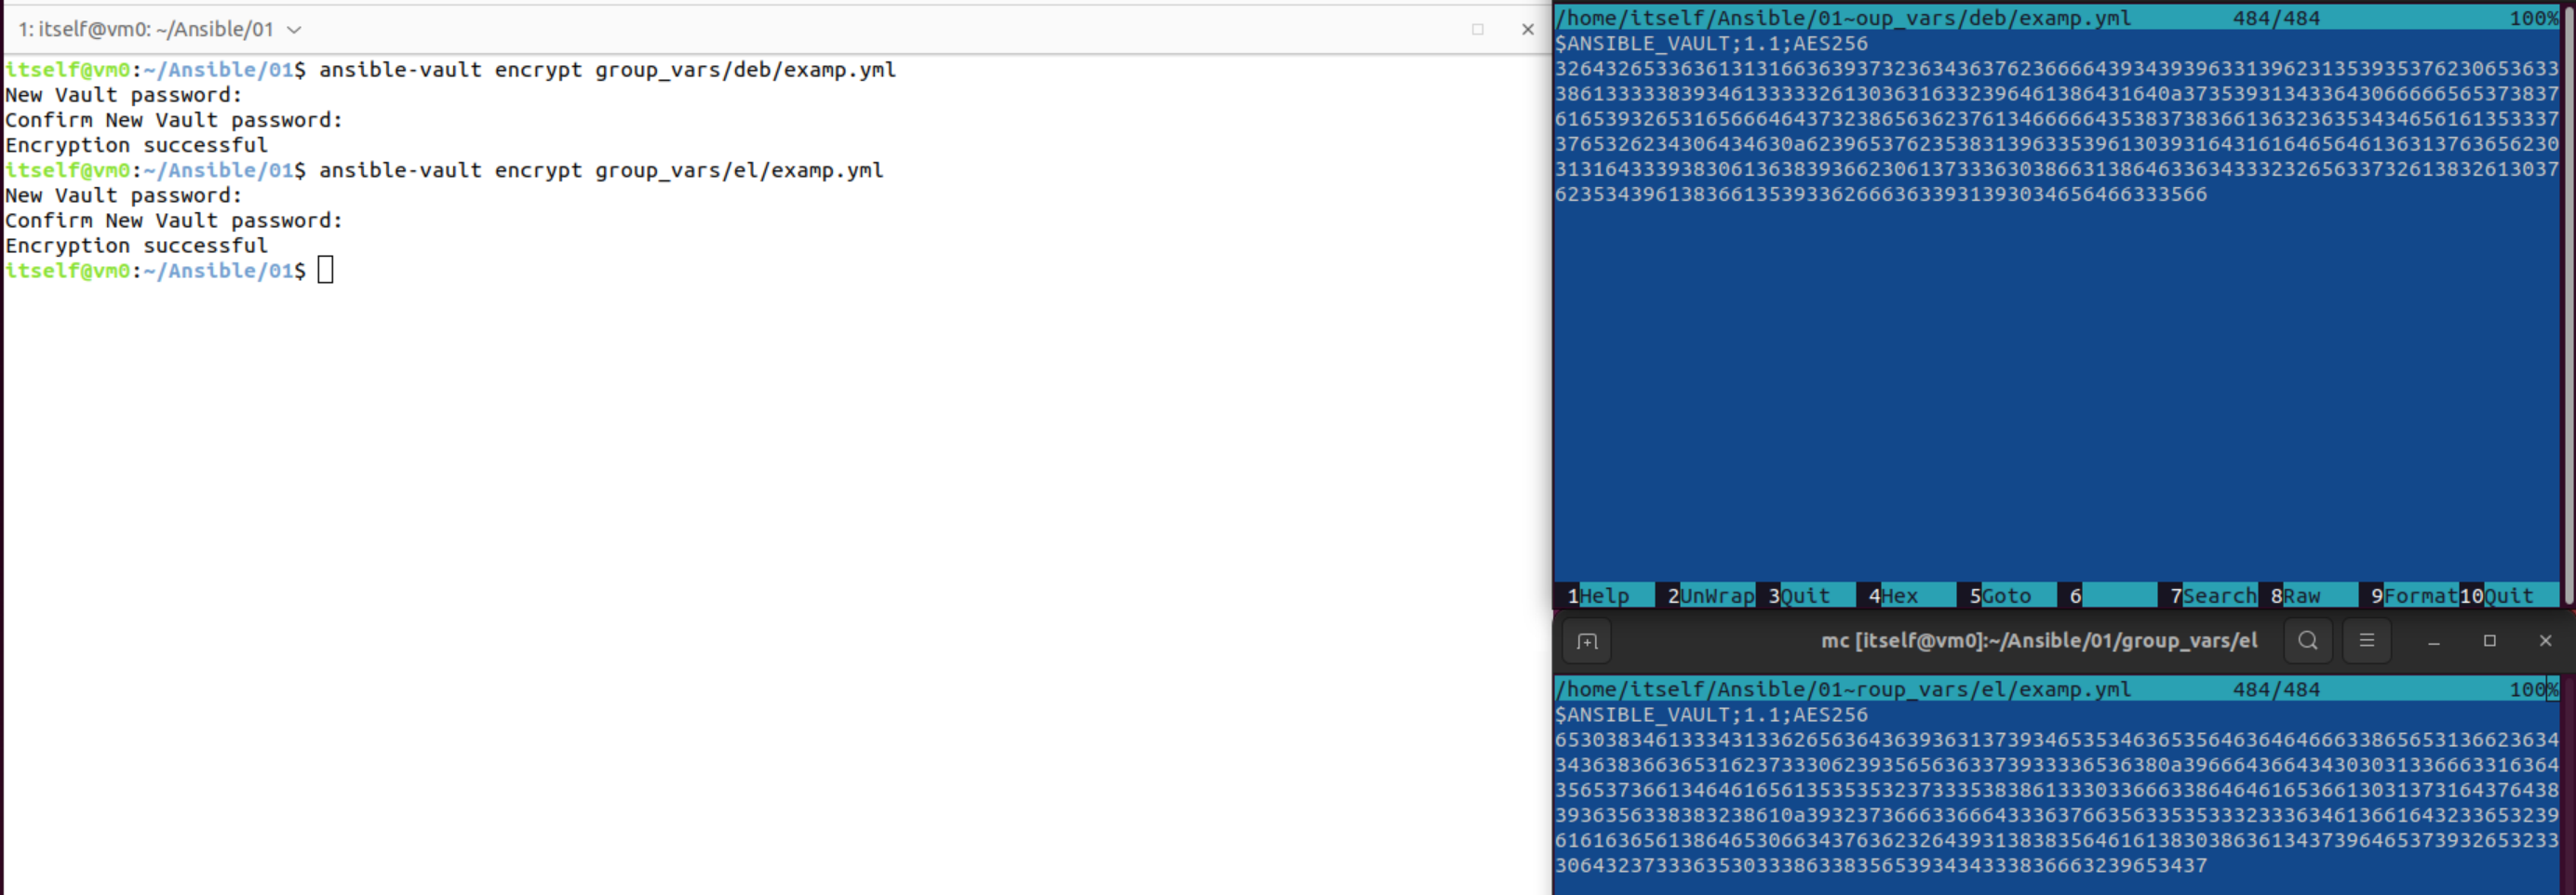 1: itself@vm0: ~/Ansible/01
itself@vm0:~/Ansible/01$ ansible-vault encrypt group_vars/deb/examp.yml
New Vault password:
Confirm New Vault password:
Encryption successful
itself@vm0:~/Ansible/01$ ansible-vault encrypt group_vars/el/examp.yml
New Vault password:
Confirm New Vault password:
Encryption successful
itself@vm0:~/Ansible/01$
/home/itself/Ansible/01~oup_vars/deb/examp.yml 484/484 100%
$ANSIBLE_VAULT;1.1;AES256
32643265336361313166363937323634363762366664393439396331396231353935376230653633
3861333338393461333332613036316332396461386431640a373539313433643066666565373837
61653932653165666464373238656362376134666664353837383661363236353434656161353337
3765326234306434630a623965376235383139633539613039316431616465646136313763656230
31316433393830613638393662306137333630386631386463363433323265633732613832613037
6235343961383661353933626663633931393034656466333566
1Help 2UnWrap 3Quit 4Hex 5Goto 6 7Search 8Raw 9Format 10Quit
mc [itself@vm0]:~/Ansible/01/group_vars/el
/home/itself/Ansible/01~roup_vars/el/examp.yml 484/484 100%
$ANSIBLE_VAULT;1.1;AES256
65303834613334313362656364363936313739346535346365356463646466633865653136623634
3436383663653162373330623935656363373933336536380a396664366434303031336663316364
35653736613464616561353535323733353838613330336663386464616536613031373164376438
3936356338383238610a393237366633666433363766356335353332333634613661643233653239
61616365613864653066343763623264393138383564616138303863613437396465373932653233
3064323733363530333863383565393434333836663239653437